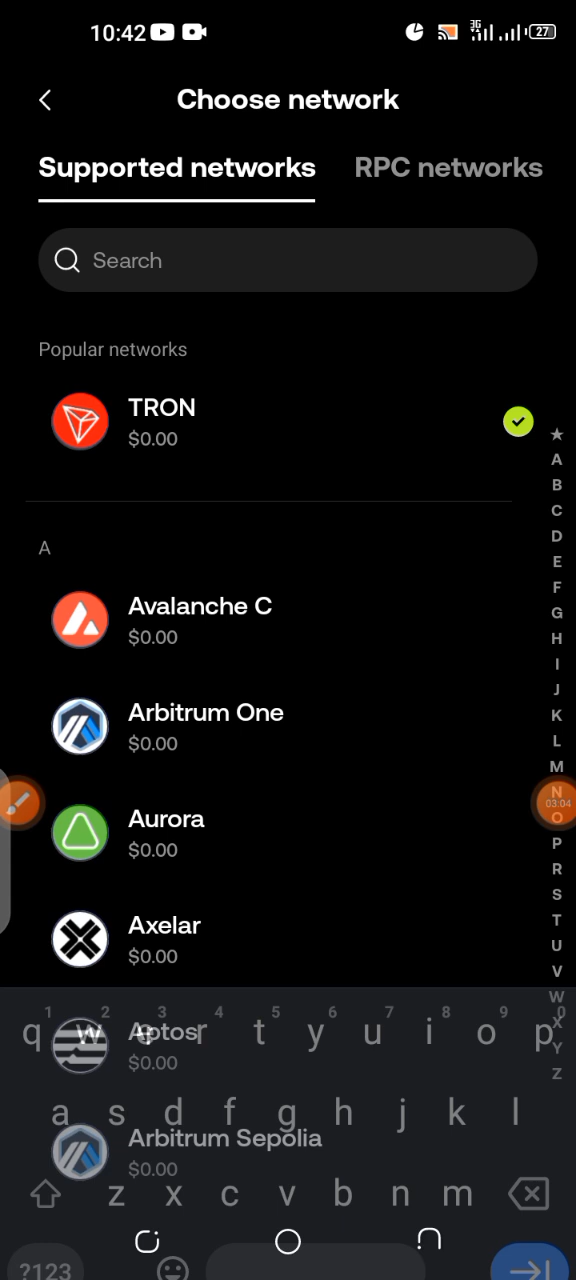 10:42
3G
27
Choose network
Supported networks
RPC networks
Search
Popular networks
TRON
$0.00
A
Avalanche C
$0.00
Arbitrum One
$0.00
Aurora
$0.00
Axelar
$0.00
Aptos
$0.00
Arbitrum Sepolia
$0.00
★
A
B
C
D
E
F
G
H
I
J
K
L
M
N
O
P
R
S
T
U
V
W
X
Y
Z
03:04
1 2 3 4 5 6 7 8 9 0
q w e r t y u i o p
a s d f g h j k l
z x c v b n m
?123